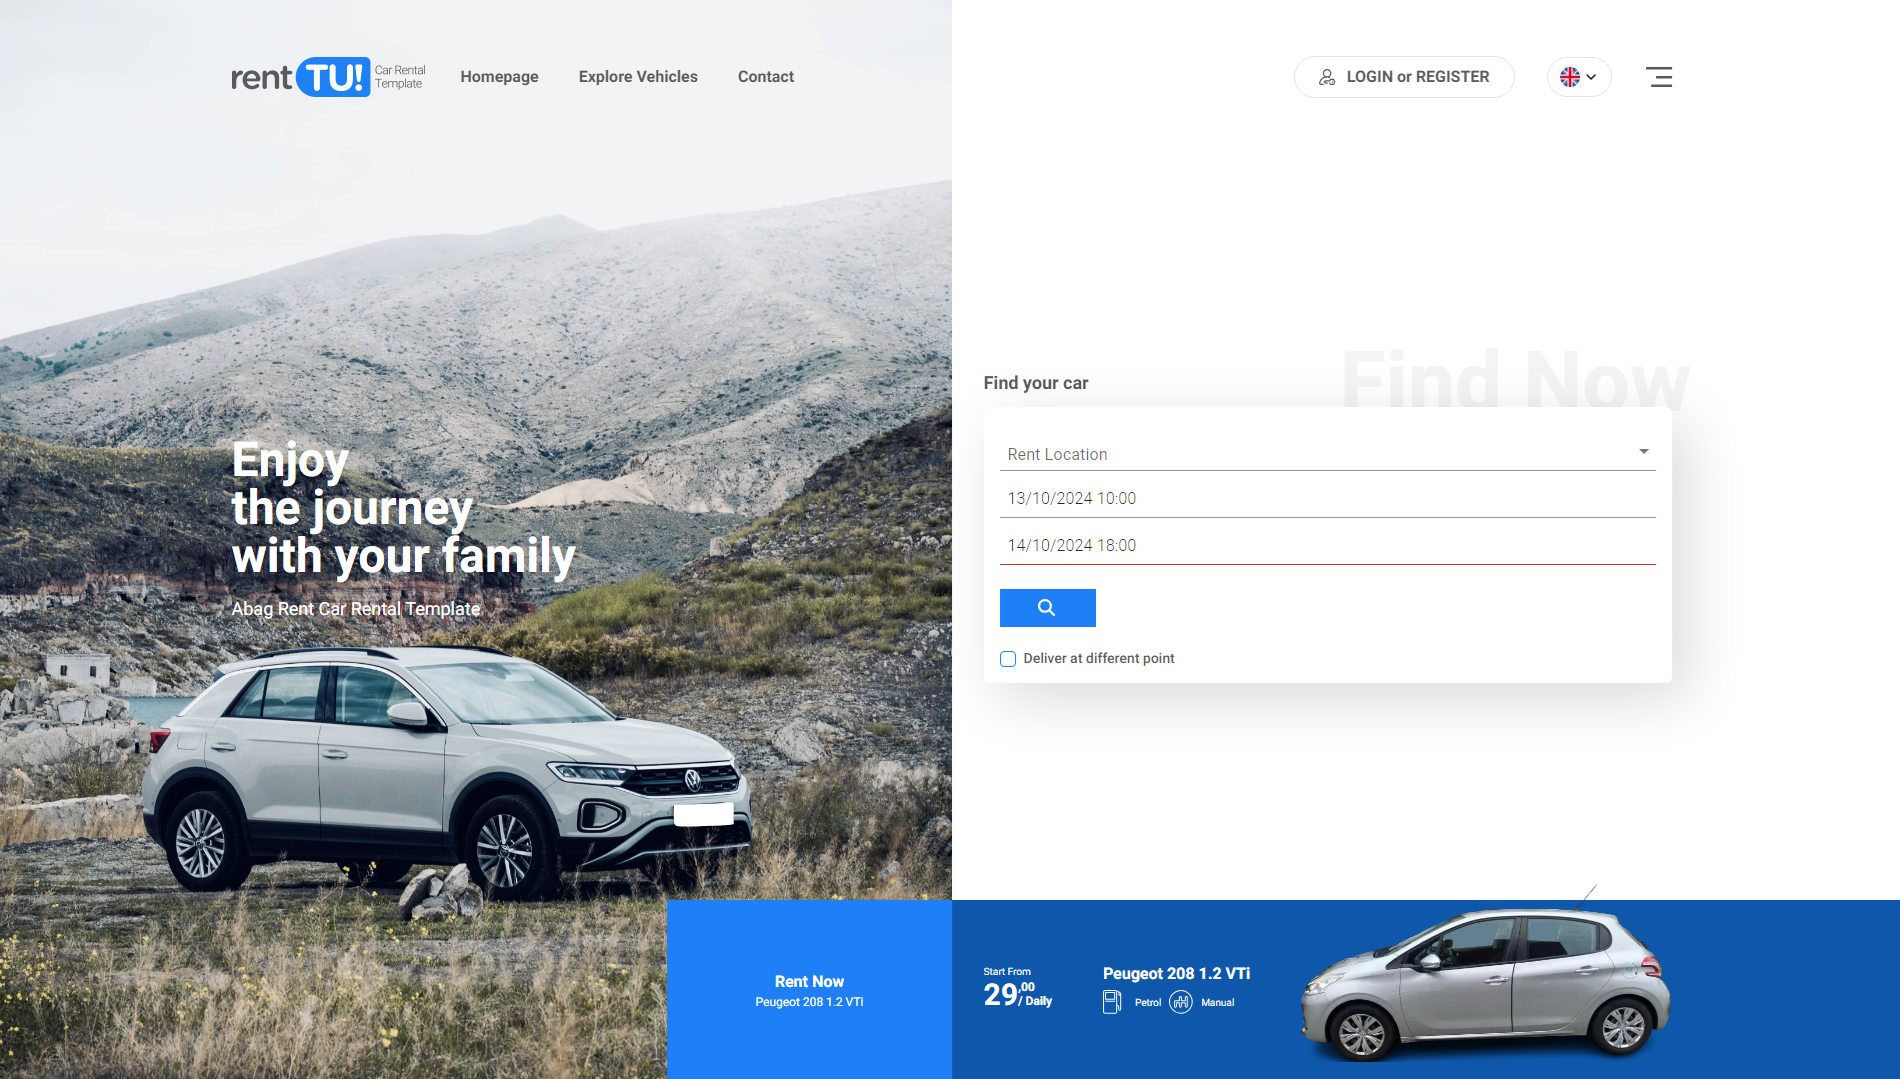 rent TU! Car Rental
Template
Homepage
Explore Vehicles
Contact
LOGIN or REGISTER
Find Now
Find your car
Rent Location
13/10/2024 10:00
14/10/2024 18:00
Deliver at different point
Enjoy
the journey
with your family
Abag Rent Car Rental Template
Rent Now
Peugeot 208 1.2 VTi
Start From
29,00 / Daily
Peugeot 208 1.2 VTi
Petrol
Manual